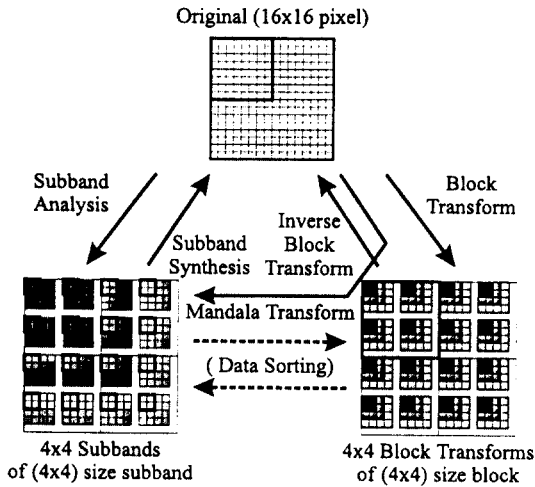 Original (16x16 pixel)
Subband
Analysis
Block
Transform
Subband
Synthesis
Inverse
Block
Transform
Mandala Transform
( Data Sorting)
4x4 Subbands
of (4x4) size subband
4x4 Block Transforms
of (4x4) size block